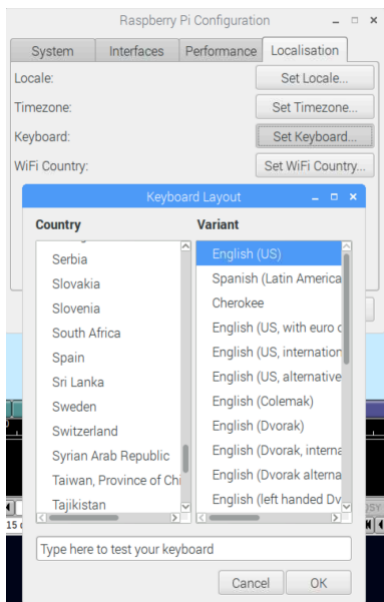 Raspberry Pi Configuration
System Interfaces Performance Localisation
Locale: Set Locale...
Timezone: Set Timezone...
Keyboard: Set Keyboard...
WiFi Country: Set WiFi Country...
Keyboard Layout
Country Variant
Serbia English (US)
Slovakia Spanish (Latin America
Slovenia Cherokee
South Africa English (US, with euro
Spain English (US, internation
Sri Lanka English (US, alternative
Sweden English (Colemak)
Switzerland English (Dvorak)
Syrian Arab Republic English (Dvorak, interna
Taiwan, Province of Chi English (Dvorak alterna
Tajikistan English (left handed Dv
QSY
15
Type here to test your keyboard
Cancel OK